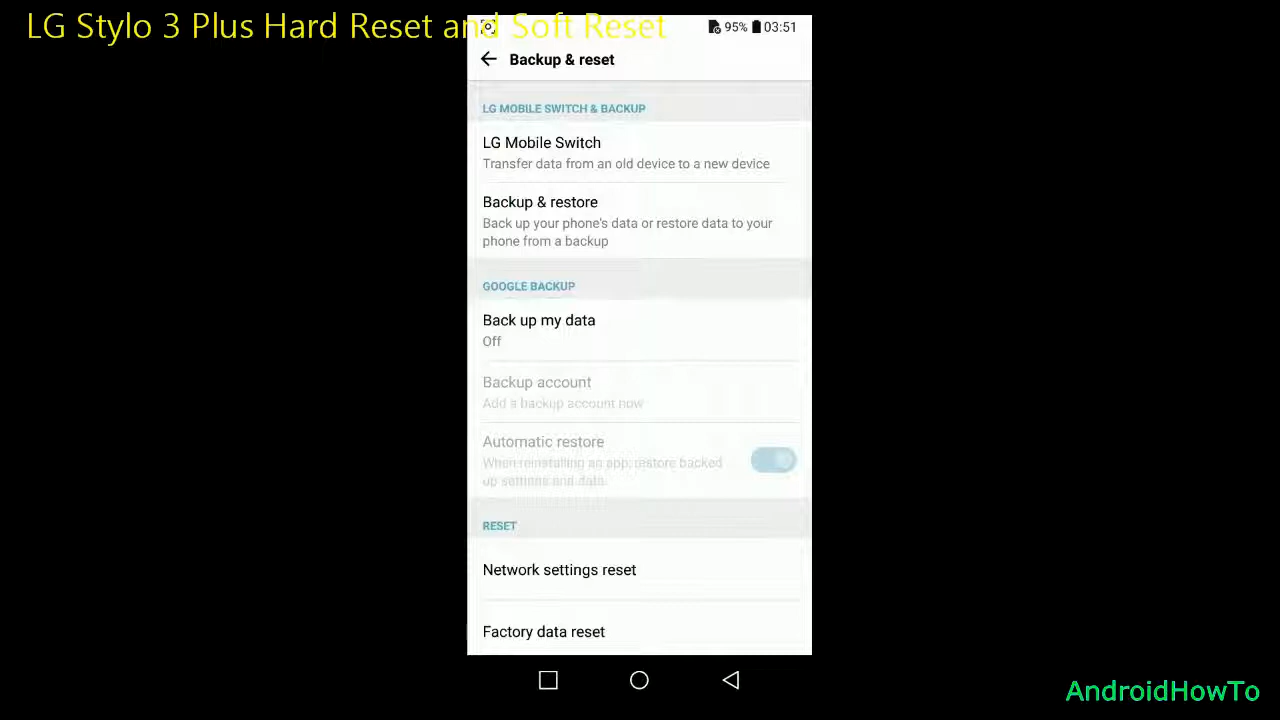 LG Stylo 3 Plus Hard Reset and Soft Reset
95% 03:51
Backup & reset
LG MOBILE SWITCH & BACKUP
LG Mobile Switch
Transfer data from an old device to a new device
Backup & restore
Back up your phone's data or restore data to your
phone from a backup
GOOGLE BACKUP
Back up my data
Off
Backup account
Add a backup account now
Automatic restore
When reinstalling an app, restore backed
up settings and data.
RESET
Network settings reset
Factory data reset
AndroidHowTo